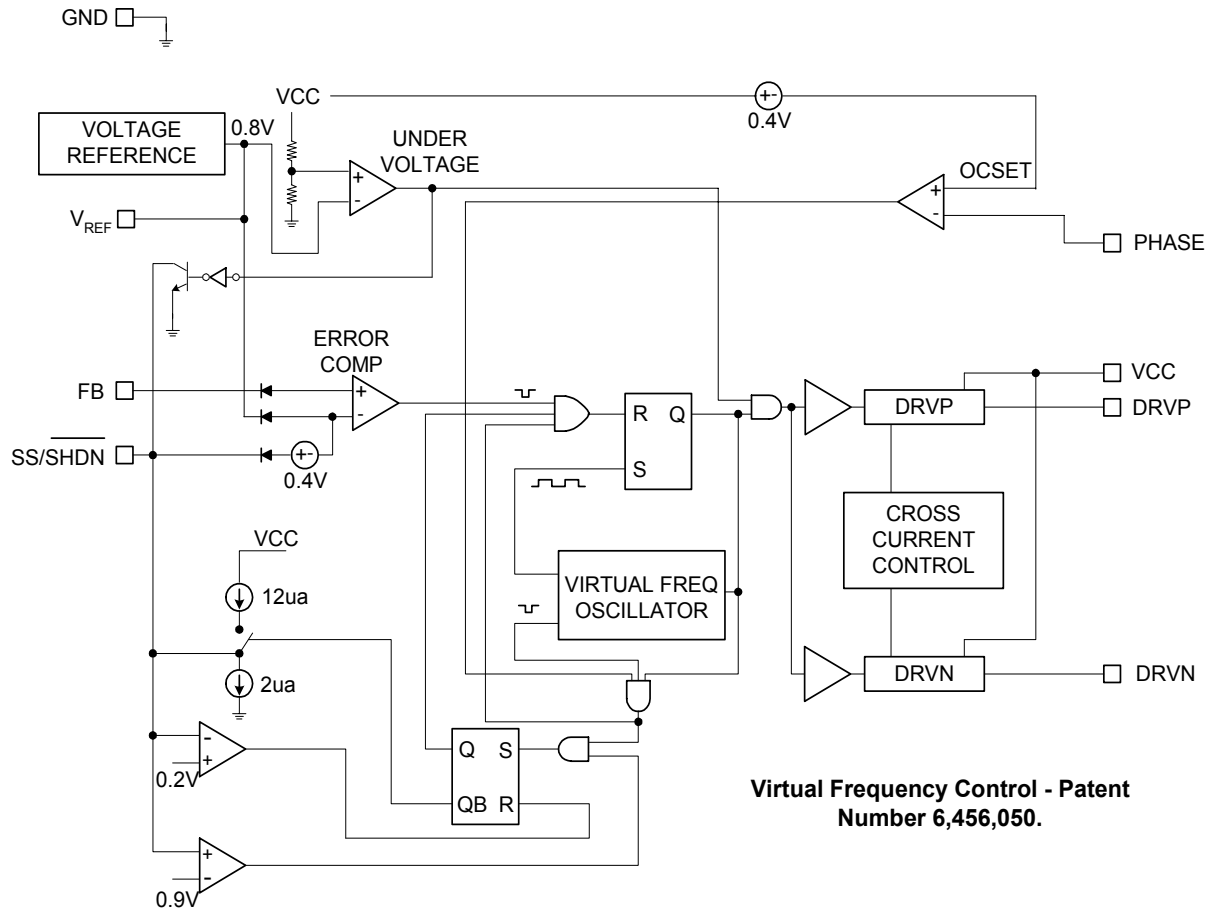 GND
VCC
+-
0.4V
VOLTAGE
REFERENCE
0.8V
UNDER
VOLTAGE
+
-
OCSET
+
-
VREF
PHASE
ERROR
COMP
+
-
FB
SS/SHDN
+-
0.4V
R Q
S
VCC
DRVP
DRVP
CROSS
CURRENT
CONTROL
VCC
12ua
2ua
VIRTUAL FREQ
OSCILLATOR
DRVN
DRVN
-
+
0.2V
Q S
QB R
+
-
0.9V
Virtual Frequency Control - Patent
Number 6,456,050.